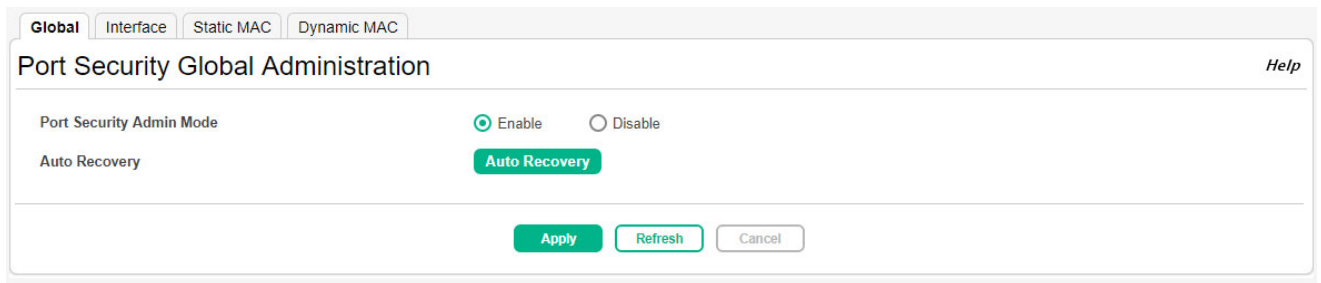 Global Interface Static MAC Dynamic MAC
Port Security Global Administration Help
Port Security Admin Mode Enable Disable
Auto Recovery Auto Recovery
Apply Refresh Cancel